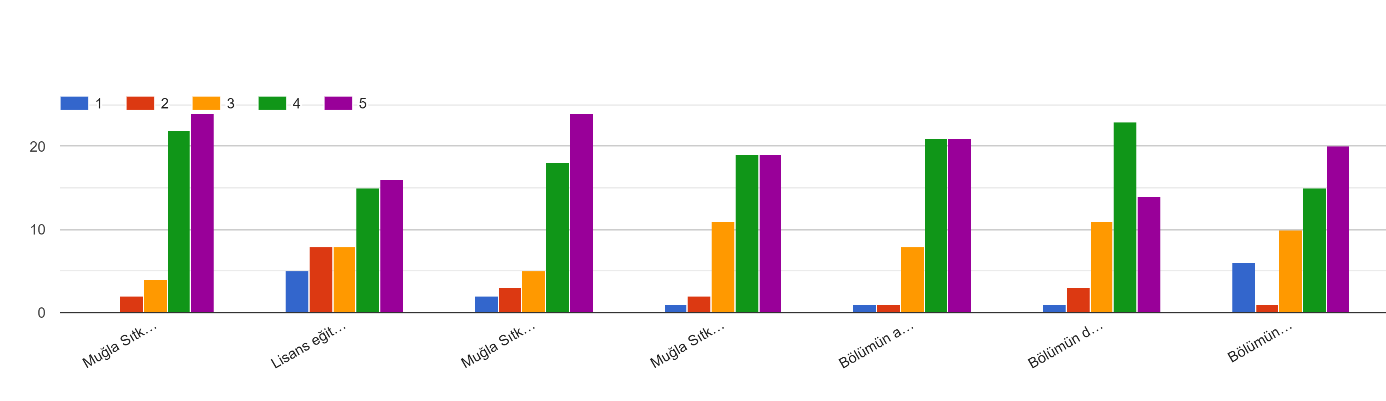 1 2 3 4 5
20
10
0
Muğla Sıtk…
Lisans eğit…
Muğla Sıtk…
Muğla Sıtk…
Bölümün a…
Bölümün d…
Bölümün…